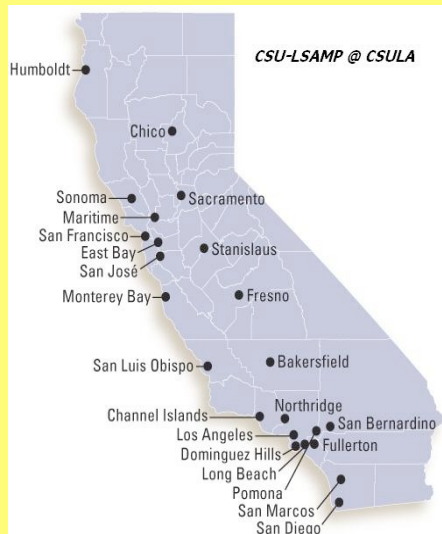 CSU-LSAMP @ CSULA
Humboldt
Chico
Sonoma
Sacramento
Maritime
San Francisco
East Bay
Stanislaus
San José
Monterey Bay
Fresno
San Luis Obispo
Bakersfield
Channel Islands
Northridge
San Bernardino
Los Angeles
Dominguez Hills
Fullerton
Long Beach
Pomona
San Marcos
San Diego